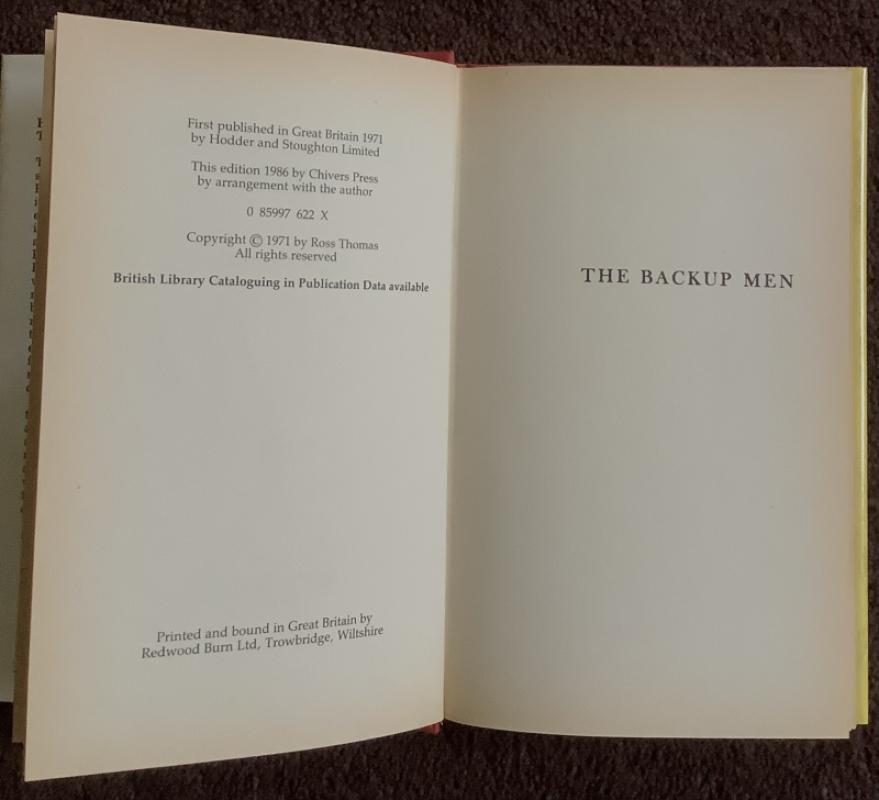 First published in Great Britain 1971
by Hodder and Stoughton Limited
This edition 1986 by Chivers Press
by arrangement with the author
0 85997 622 X
Copyright © 1971 by Ross Thomas
All rights reserved
British Library Cataloguing in Publication Data available
Printed and bound in Great Britain by
Redwood Burn Ltd, Trowbridge, Wiltshire
THE BACKUP MEN